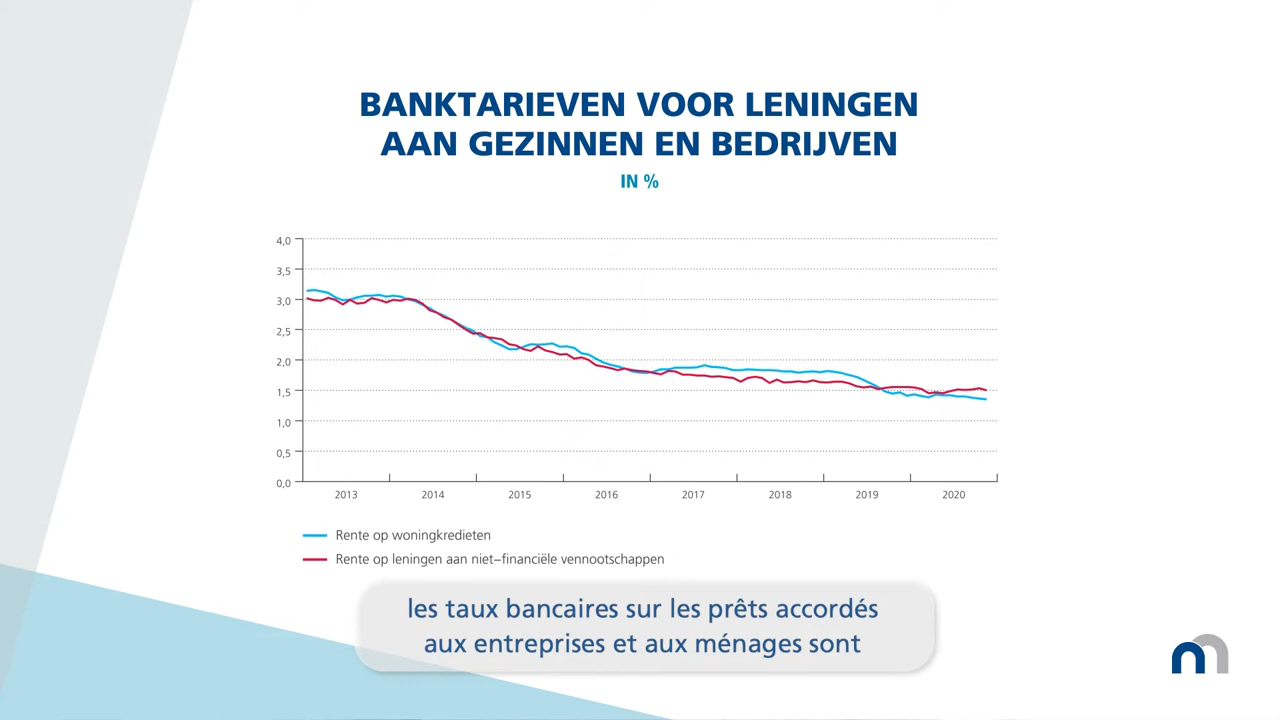 BANKTARIEVEN VOOR LENINGEN
AAN GEZINNEN EN BEDRIJVEN
IN %
4,0
3,5
3,0
2,5
2,0
1,5
1,0
0,5
0,0
2013 2014 2015 2016 2017 2018 2019 2020
Rente op woningkredieten
Rente op leningen aan niet–financiële vennootschappen
les taux bancaires sur les prêts accordés
aux entreprises et aux ménages sont